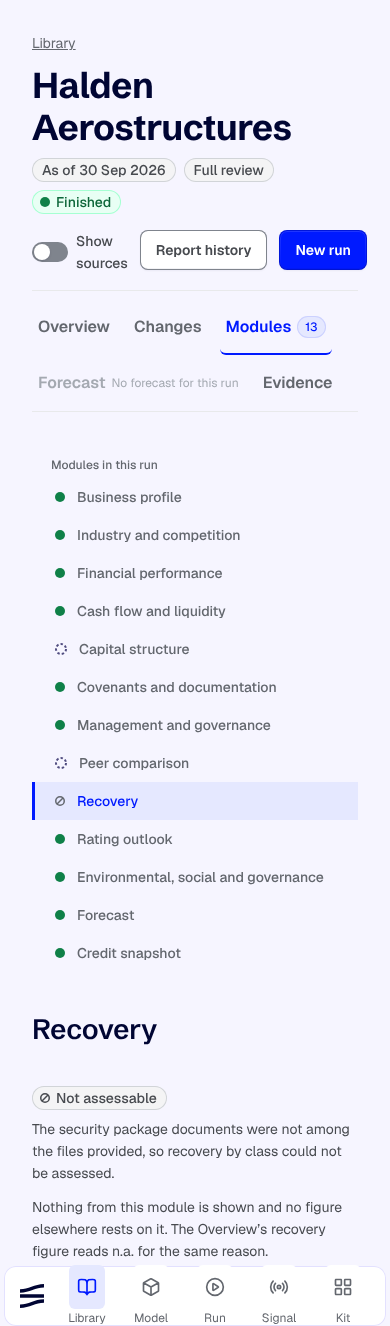 Library
Halden
Aerostructures
As of 30 Sep 2026 Full review
Finished
Show
sources
Report history
New run
Overview Changes Modules 13
Forecast No forecast for this run Evidence
Modules in this run
Business profile
Industry and competition
Financial performance
Cash flow and liquidity
Capital structure
Covenants and documentation
Management and governance
Peer comparison
Recovery
Rating outlook
Environmental, social and governance
Forecast
Credit snapshot
Recovery
Not assessable
The security package documents were not among
the files provided, so recovery by class could not
be assessed.
Nothing from this module is shown and no figure
elsewhere rests on it. The Overview’s recovery
figure reads n.a. for the same reason.
Library Model Run Signal Kit